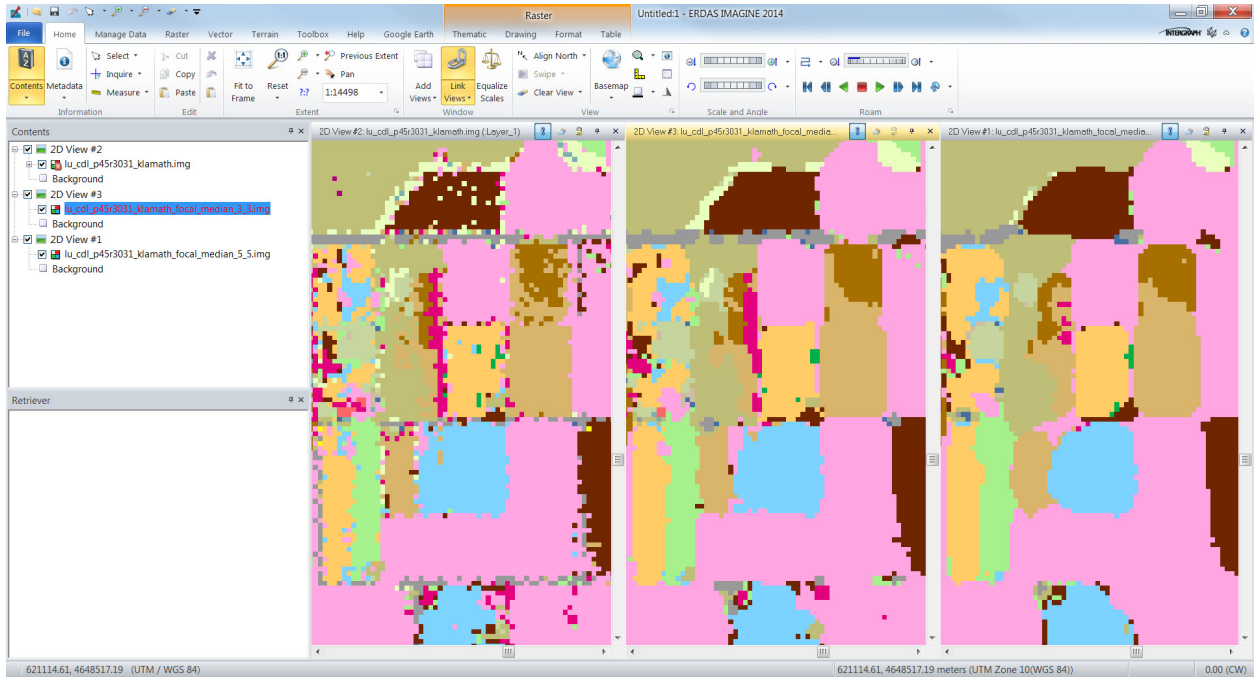 Raster
Untitled:1 - ERDAS IMAGINE 2014
File Home Manage Data Raster Vector Terrain Toolbox Help Google Earth Thematic Drawing Format Table
INTERGRAPH
Contents
Metadata
Select
Inquire
Measure
Information
Cut
Copy
Paste
Edit
Fit to Frame
Reset
Previous Extent
Pan
1:14498
Extent
Add Views
Link Views
Equalize Scales
Window
Align North
Swipe
Clear View
Basemap
View
Scale and Angle
Roam
Contents
2D View #2
lu_cdl_p45r3031_klamath.img
Background
2D View #3
lu_cdl_p45r3031_klamath_focal_median_3_3.img
Background
2D View #1
lu_cdl_p45r3031_klamath_focal_median_5_5.img
Background
Retriever
2D View #2: lu_cdl_p45r3031_klamath.img (:Layer_1)
2D View #3: lu_cdl_p45r3031_klamath_focal_media...
2D View #1: lu_cdl_p45r3031_klamath_focal_media...
621114.61, 4648517.19 (UTM / WGS 84)
621114.61, 4648517.19 meters (UTM Zone 10(WGS 84))
0.00 (CW)